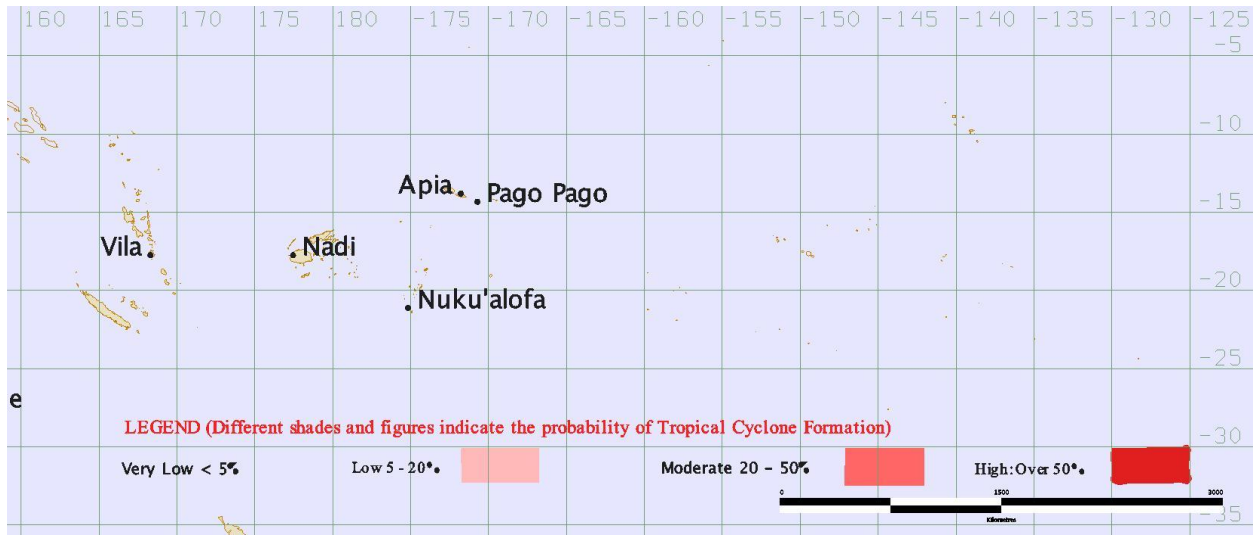 160 165 170 175 180 -175 -170 -165 -160 -155 -150 -145 -140 -135 -130 -125
-5
-10
Apia
Pago Pago
-15
Vila
Nadi
-20
Nuku'alofa
-25
e
LEGEND (Different shades and figures indicate the probability of Tropical Cyclone Formation)
-30
Very Low < 5% Low 5 - 20% Moderate 20 - 50% High: Over 50%
0 1500 3000
Kilometres
-35